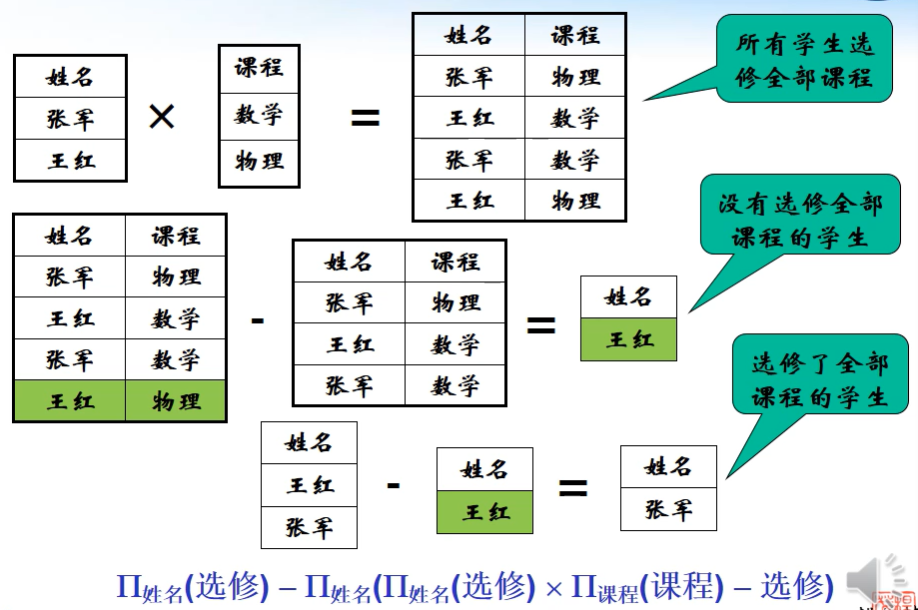 姓名
张军
王红
×
课程
数学
物理
=
姓名 课程
张军 物理
王红 数学
张军 数学
王红 物理
所有学生选
修全部课程
姓名 课程
张军 物理
王红 数学
张军 数学
王红 物理
-
姓名 课程
张军 物理
王红 数学
张军 数学
=
姓名
王红
没有选修全部
课程的学生
姓名
王红
张军
-
姓名
王红
=
姓名
张军
选修了全部
课程的学生
Π姓名(选修) – Π姓名(Π姓名(选修) × Π课程(课程) – 选修)